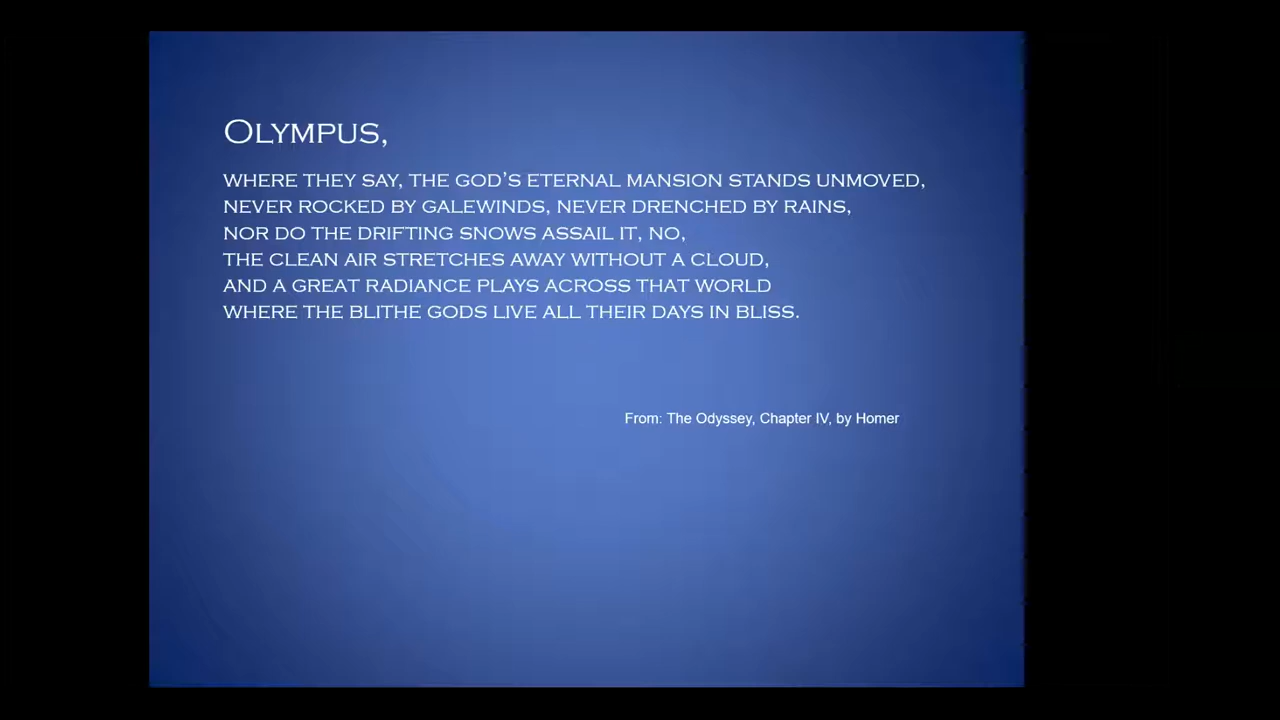 Olympus,
WHERE THEY SAY, THE GOD'S ETERNAL MANSION STANDS UNMOVED,
NEVER ROCKED BY GALEWINDS, NEVER DRENCHED BY RAINS,
NOR DO THE DRIFTING SNOWS ASSAIL IT, NO,
THE CLEAN AIR STRETCHES AWAY WITHOUT A CLOUD,
AND A GREAT RADIANCE PLAYS ACROSS THAT WORLD
WHERE THE BLITHE GODS LIVE ALL THEIR DAYS IN BLISS.
From: The Odyssey, Chapter IV, by Homer